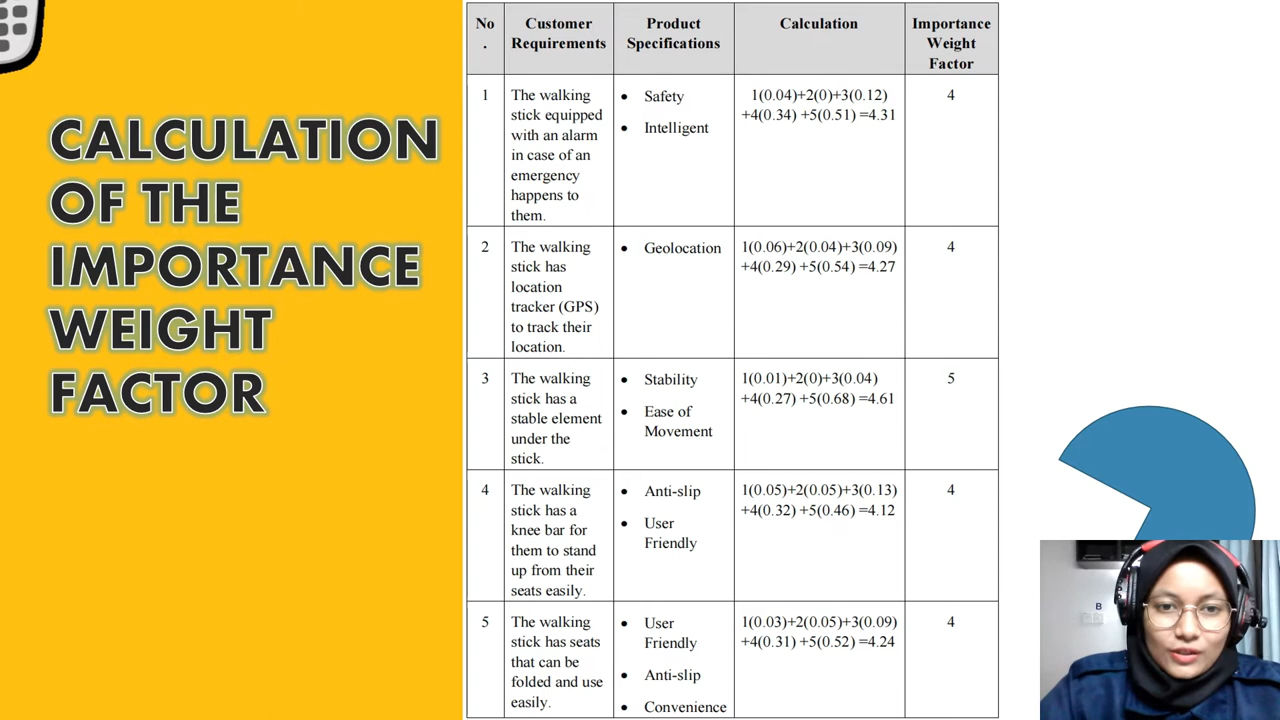 CALCULATION
OF THE
IMPORTANCE
WEIGHT
FACTOR
No
.
Customer
Requirements
Product
Specifications
Calculation
Importance
Weight
Factor
1
The walking
stick equipped
with an alarm
in case of an
emergency
happens to
them.
• Safety
• Intelligent
1(0.04)+2(0)+3(0.12)
+4(0.34) +5(0.51) =4.31
4
2
The walking
stick has
location
tracker (GPS)
to track their
location.
• Geolocation
1(0.06)+2(0.04)+3(0.09)
+4(0.29) +5(0.54) =4.27
4
3
The walking
stick has a
stable element
under the
stick.
• Stability
• Ease of
Movement
1(0.01)+2(0)+3(0.04)
+4(0.27) +5(0.68) =4.61
5
4
The walking
stick has a
knee bar for
them to stand
up from their
seats easily.
• Anti-slip
• User
Friendly
1(0.05)+2(0.05)+3(0.13)
+4(0.32) +5(0.46) =4.12
4
5
The walking
stick has seats
that can be
folded and use
easily.
• User
Friendly
• Anti-slip
• Convenience
1(0.03)+2(0.05)+3(0.09)
+4(0.31) +5(0.52) =4.24
4
B